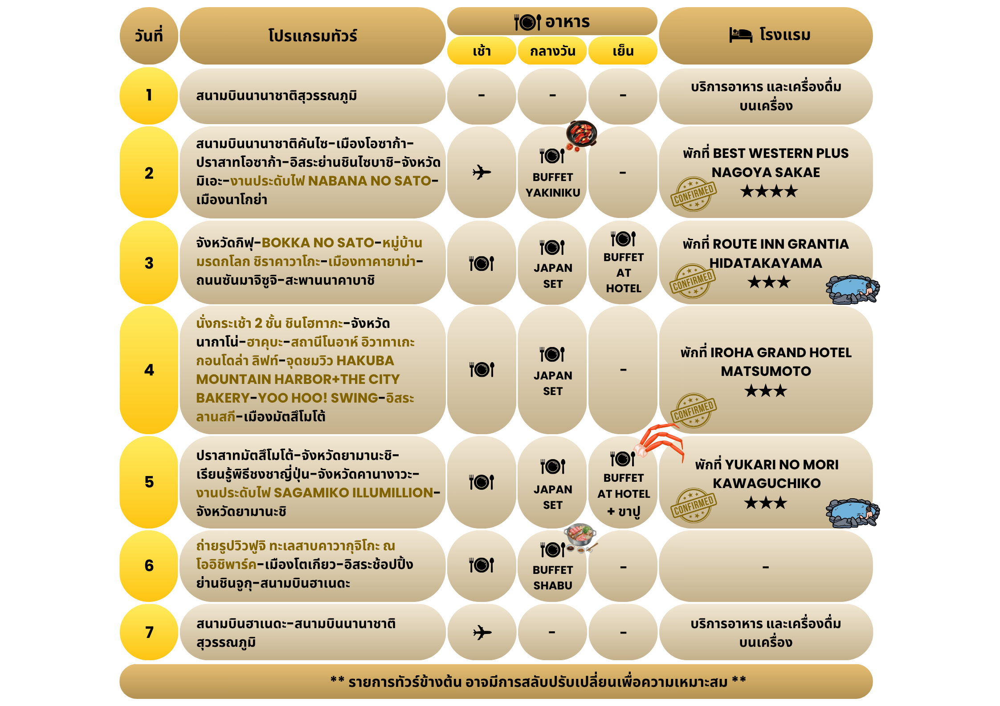 วันที่
โปรแกรมทัวร์
อาหาร
เช้า
กลางวัน
เย็น
โรงแรม
1
สนามบินนานาชาติสุวรรณภูมิ
-
-
-
บริการอาหาร และเครื่องดื่ม
บนเครื่อง
2
สนามบินนานาชาติคันไซ-เมืองโอซาก้า-
ปราสาทโอซาก้า-อิสระย่านชินไซบาชิ-จังหวัด
มิเอะ-งานประดับไฟ NABANA NO SATO-
เมืองนาโกย่า
BUFFET
YAKINIKU
-
พักที่ BEST WESTERN PLUS
NAGOYA SAKAE
★★★★
CONFIRMED
3
จังหวัดกิฟุ-BOKKA NO SATO-หมู่บ้าน
มรดกโลก ชิราคาวาโกะ-เมืองทาคายาม่า-
ถนนซันมาจิซูจิ-สะพานนาคาบาชิ
JAPAN
SET
BUFFET
AT
HOTEL
พักที่ ROUTE INN GRANTIA
HIDATAKAYAMA
★★★
CONFIRMED
4
นั่งกระเช้า 2 ชั้น ชินโฮทากะ-จังหวัด
นากาโน่-ฮาคุบะ-สถานีโนอาห์ อิวาทาเกะ
กอนโดล่า ลิฟท์-จุดชมวิว HAKUBA
MOUNTAIN HARBOR+THE CITY
BAKERY-YOO HOO! SWING-อิสระ
ลานสกี-เมืองมัตสึโมโต้
JAPAN
SET
-
พักที่ IROHA GRAND HOTEL
MATSUMOTO
★★★
CONFIRMED
5
ปราสาทมัตสึโมโต้-จังหวัดยามานะชิ-
เรียนรู้พิธีชงชาญี่ปุ่น-จังหวัดคานางาวะ-
งานประดับไฟ SAGAMIKO ILLUMILLION-
จังหวัดยามานะชิ
JAPAN
SET
BUFFET
AT HOTEL
+ ขาปู
พักที่ YUKARI NO MORI
KAWAGUCHIKO
★★★
CONFIRMED
6
ถ่ายรูปวิวฟูจิ ทะเลสาบคาวากุจิโกะ ณ
โออิชิพาร์ค-เมืองโตเกียว-อิสระช้อปปิ้ง
ย่านชินจูกุ-สนามบินฮาเนดะ
BUFFET
SHABU
-
-
7
สนามบินฮาเนดะ-สนามบินนานาชาติ
สุวรรณภูมิ
-
-
บริการอาหาร และเครื่องดื่ม
บนเครื่อง
** รายการทัวร์ข้างต้น อาจมีการสลับปรับเปลี่ยนเพื่อความเหมาะสม **